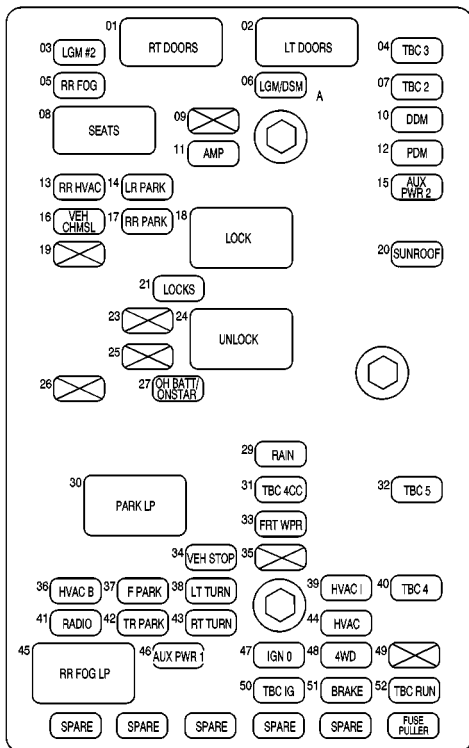 01 RT DOORS
02 LT DOORS
03 LGM #2
04 TBC 3
05 RR FOG
06 LGM/DSM
A
07 TBC 2
08 SEATS
09
10 DDM
11 AMP
12 PDM
13 RR HVAC
14 LR PARK
15 AUX
PWR 2
16 VEH
CHMSL
17 RR PARK
18 LOCK
19
20 SUNROOF
21 LOCKS
23
24 UNLOCK
25
26
27 OH BATT/
ONSTAR
29 RAIN
30 PARK LP
31 TBC 4CC
32 TBC 5
33 FRT WPR
34 VEH STOP
35
36 HVAC B
37 F PARK
38 LT TURN
39 HVAC I
40 TBC 4
41 RADIO
42 TR PARK
43 RT TURN
44 HVAC
45 RR FOG LP
46 AUX PWR 1
47 IGN 0
48 4WD
49
50 TBC IG
51 BRAKE
52 TBC RUN
SPARE
SPARE
SPARE
SPARE
SPARE
FUSE
PULLER